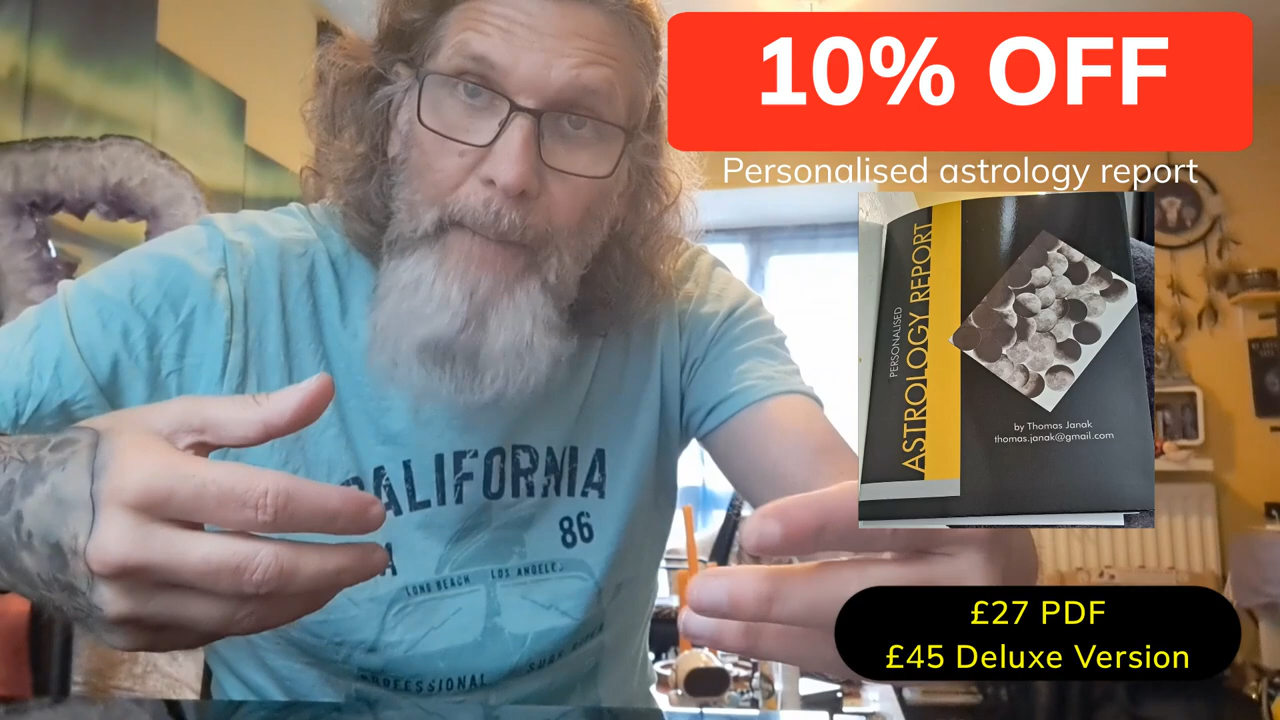 10% OFF
Personalised astrology report
PERSONALISED
ASTROLOGY REPORT
by Thomas Janak
thomas.janak@gmail.com
CALIFORNIA
86
LONG BEACH LOS ANGELES
PROFESSIONAL
£27 PDF
£45 Deluxe Version